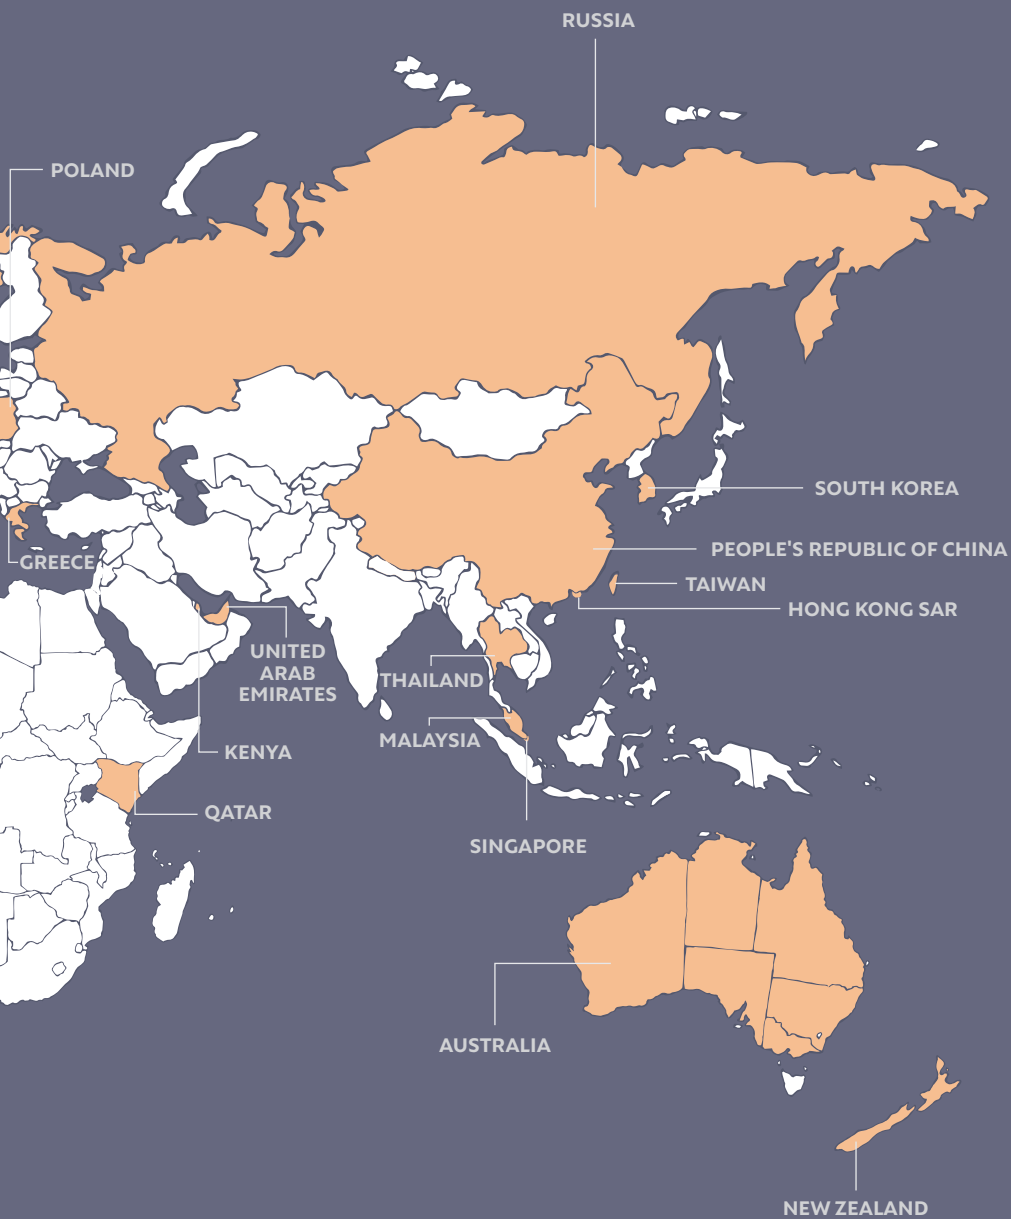 RUSSIA
POLAND
SOUTH KOREA
PEOPLE'S REPUBLIC OF CHINA
GREECE
TAIWAN
HONG KONG SAR
UNITED
ARAB
EMIRATES
THAILAND
MALAYSIA
KENYA
QATAR
SINGAPORE
AUSTRALIA
NEW ZEALAND